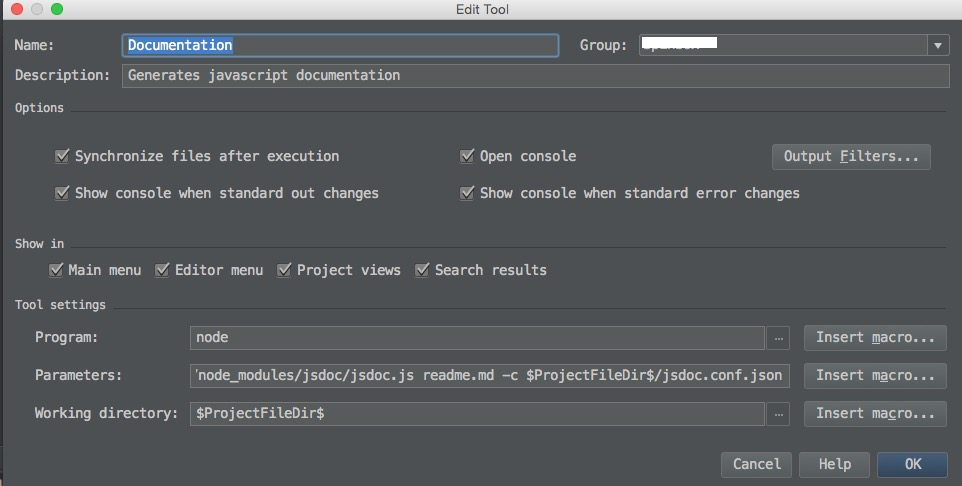 Edit Tool
Name: Documentation Group:
Description: Generates javascript documentation
Options
Synchronize files after execution Open console Output Filters...
Show console when standard out changes Show console when standard error changes
Show in
Main menu Editor menu Project views Search results
Tool settings
Program: node ... Insert macro...
Parameters: node_modules/jsdoc/jsdoc.js readme.md -c $ProjectFileDir$/jsdoc.conf.json Insert macro...
Working directory: $ProjectFileDir$ ... Insert macro...
Cancel Help OK